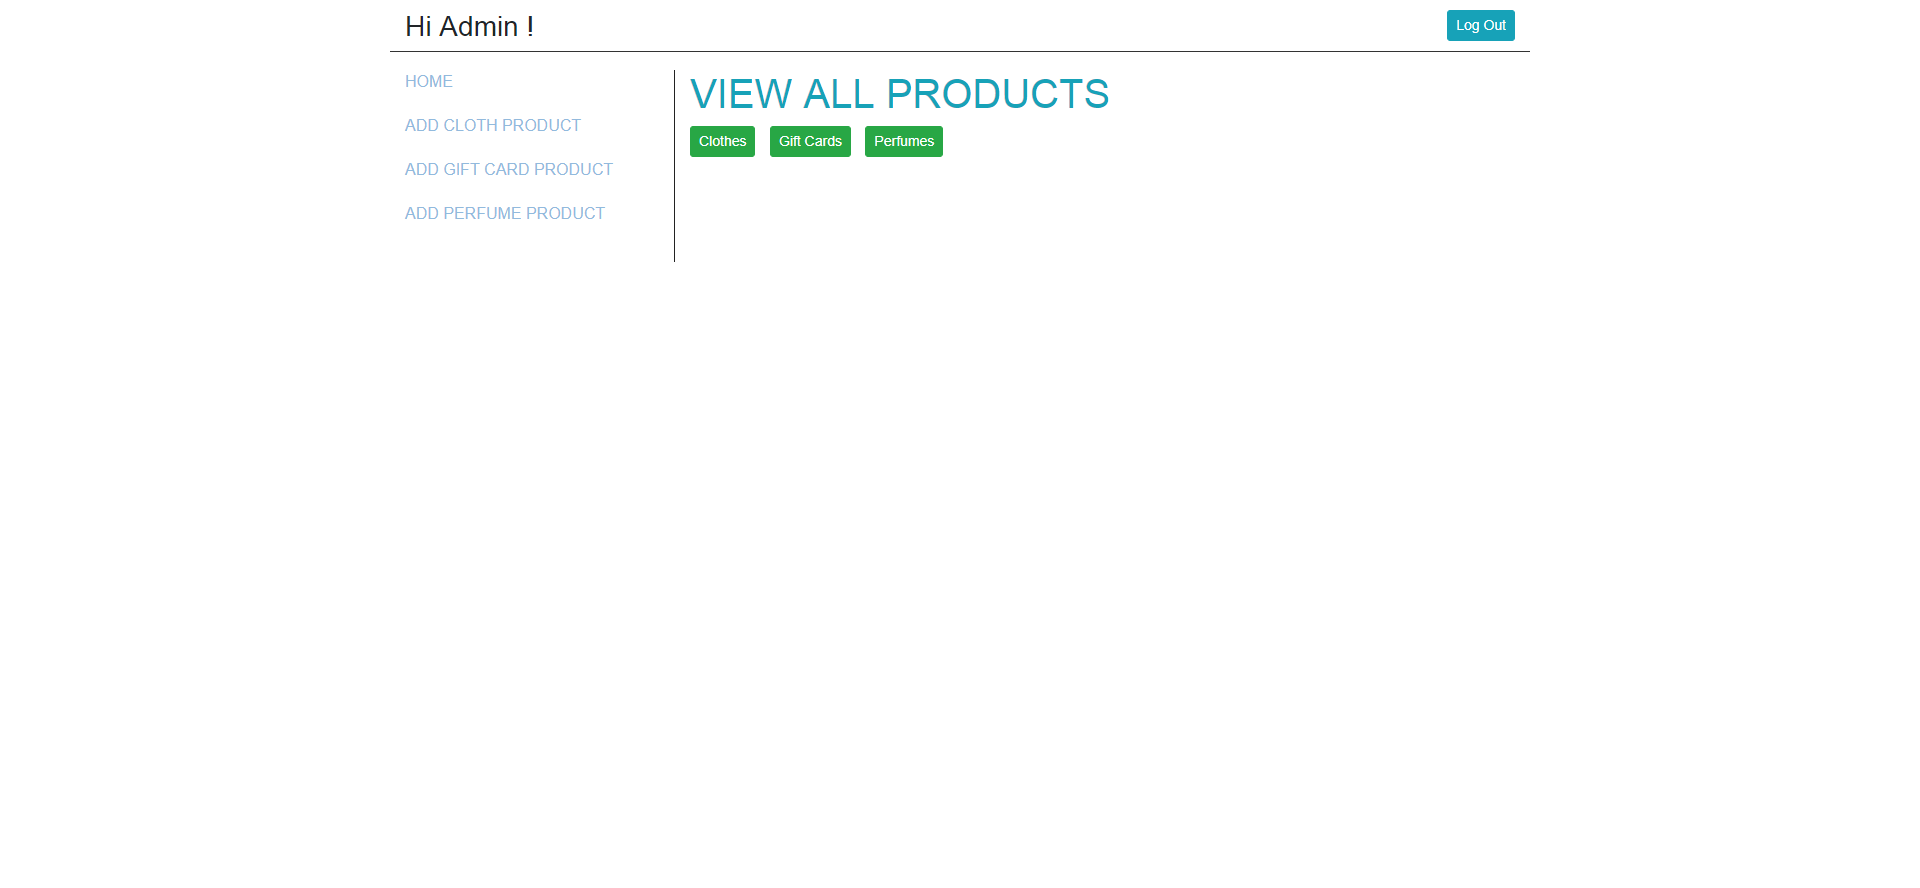 Hi Admin !
Log Out
HOME
ADD CLOTH PRODUCT
ADD GIFT CARD PRODUCT
ADD PERFUME PRODUCT
VIEW ALL PRODUCTS
Clothes Gift Cards Perfumes